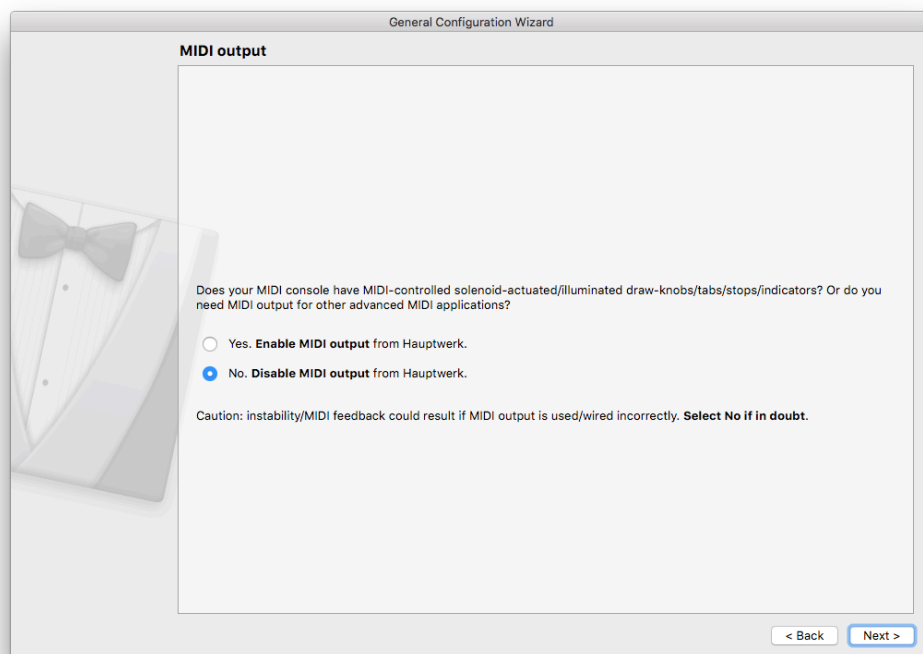 General Configuration Wizard
MIDI output
Does your MIDI console have MIDI-controlled solenoid-actuated/illuminated draw-knobs/tabs/stops/indicators? Or do you
need MIDI output for other advanced MIDI applications?
Yes. Enable MIDI output from Hauptwerk.
No. Disable MIDI output from Hauptwerk.
Caution: instability/MIDI feedback could result if MIDI output is used/wired incorrectly. Select No if in doubt.
< Back
Next >